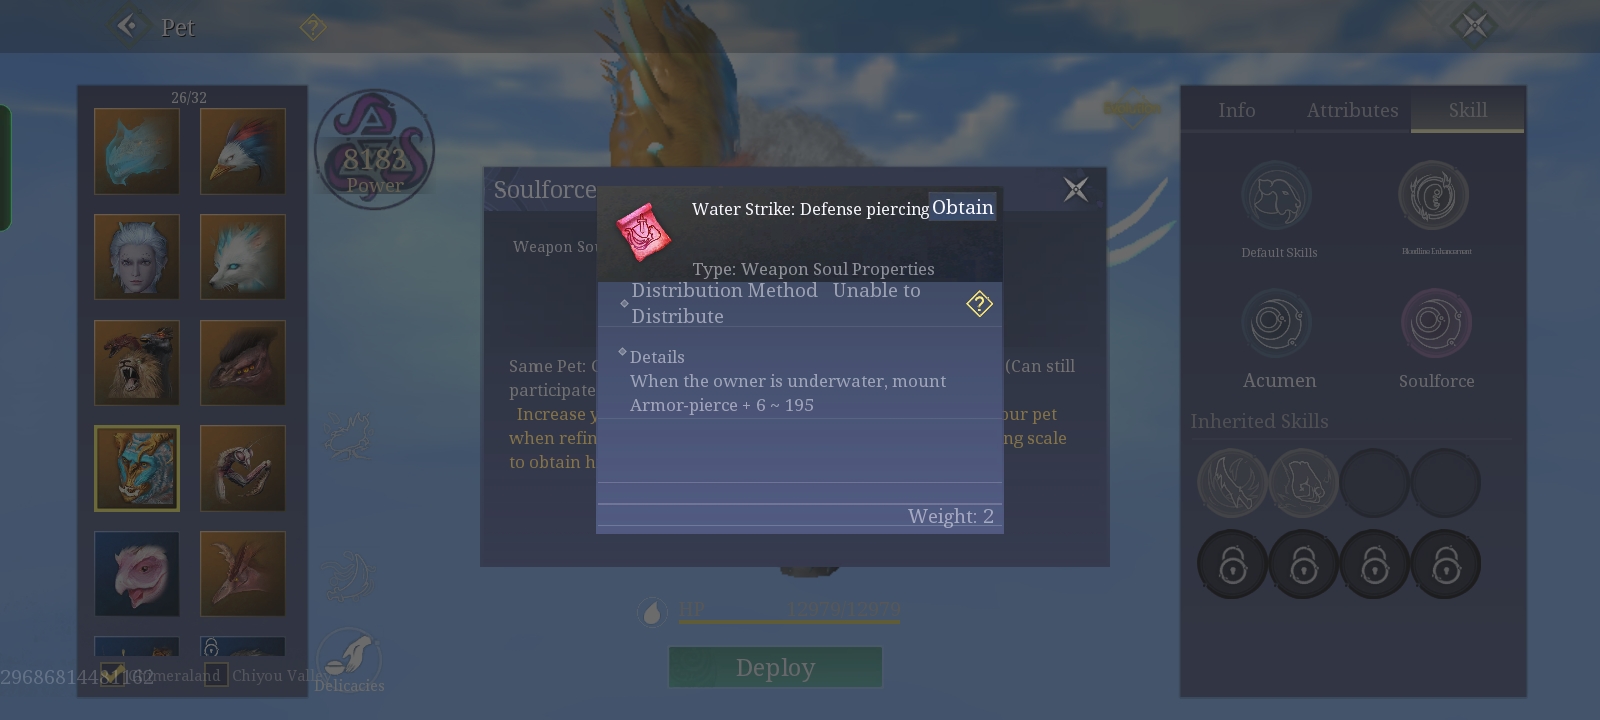 Pet
26/32
8183
Power
Info
Attributes
Skill
Soulforce
Water Strike: Defense piercing
Obtain
Type: Weapon Soul Properties
Distribution Method Unable to
Distribute
Details
When the owner is underwater, mount
Armor-pierce + 6 ~ 195
Weight: 2
Weapon Sou
Same Pet:
(Can still
participate
Increase y
our pet
when refin
ng scale
to obtain h
Default Skills
Bloodline Enhancement
Acumen
Soulforce
Inherited Skills
HP
12979/12979
Deploy
Chiyou Valle
Delicacies